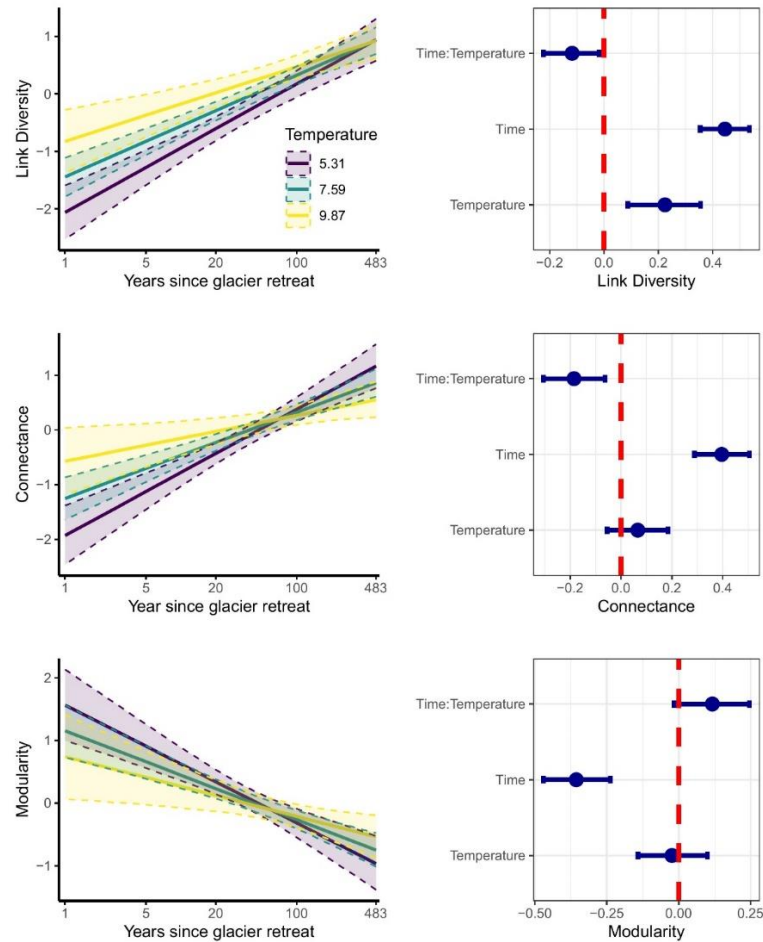 Link Diversity
1
0
−1
−2
Temperature
5.31
7.59
9.87
1 5 20 100 483
Years since glacier retreat
Time:Temperature
Time
Temperature
−0.2 0.0 0.2 0.4
Link Diversity
Connectance
1
0
−1
−2
1 5 20 100 483
Year since glacier retreat
Time:Temperature
Time
Temperature
−0.2 0.0 0.2 0.4
Connectance
Modularity
2
1
0
−1
1 5 20 100 483
Years since glacier retreat
Time:Temperature
Time
Temperature
−0.50 −0.25 0.00 0.25
Modularity